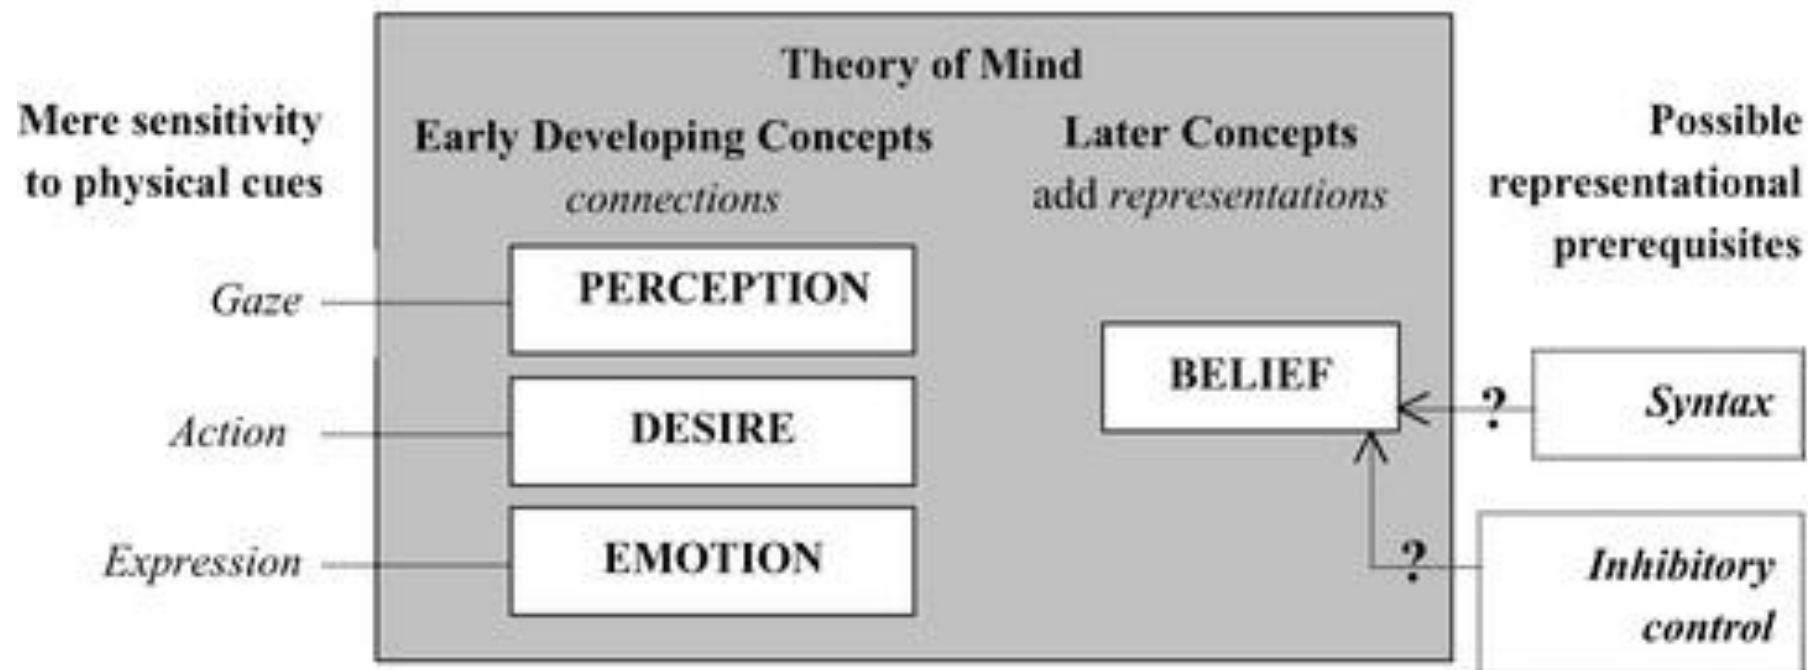 Theory of Mind
Mere sensitivity
to physical cues
Early Developing Concepts
connections
Later Concepts
add representations
Possible
representational
prerequisites
Gaze
PERCEPTION
Action
DESIRE
Expression
EMOTION
BELIEF
?
Syntax
?
Inhibitory
control